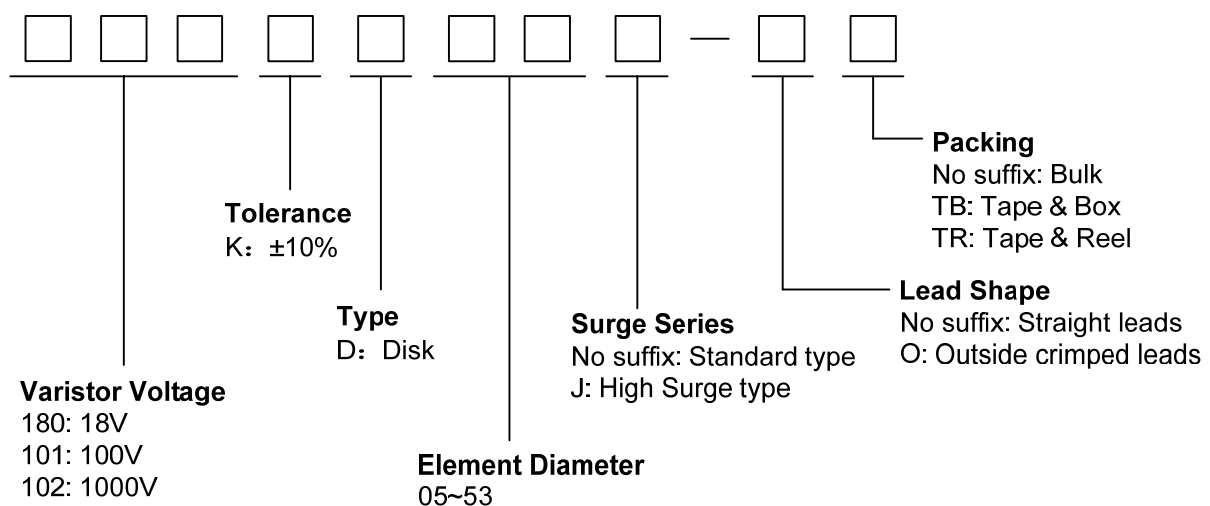 Packing
No suffix: Bulk
TB: Tape & Box
TR: Tape & Reel
Tolerance
K：±10%
Lead Shape
No suffix: Straight leads
O: Outside crimped leads
Type
D：Disk
Surge Series
No suffix: Standard type
J: High Surge type
Varistor Voltage
180: 18V
101: 100V
102: 1000V
Element Diameter
05~53